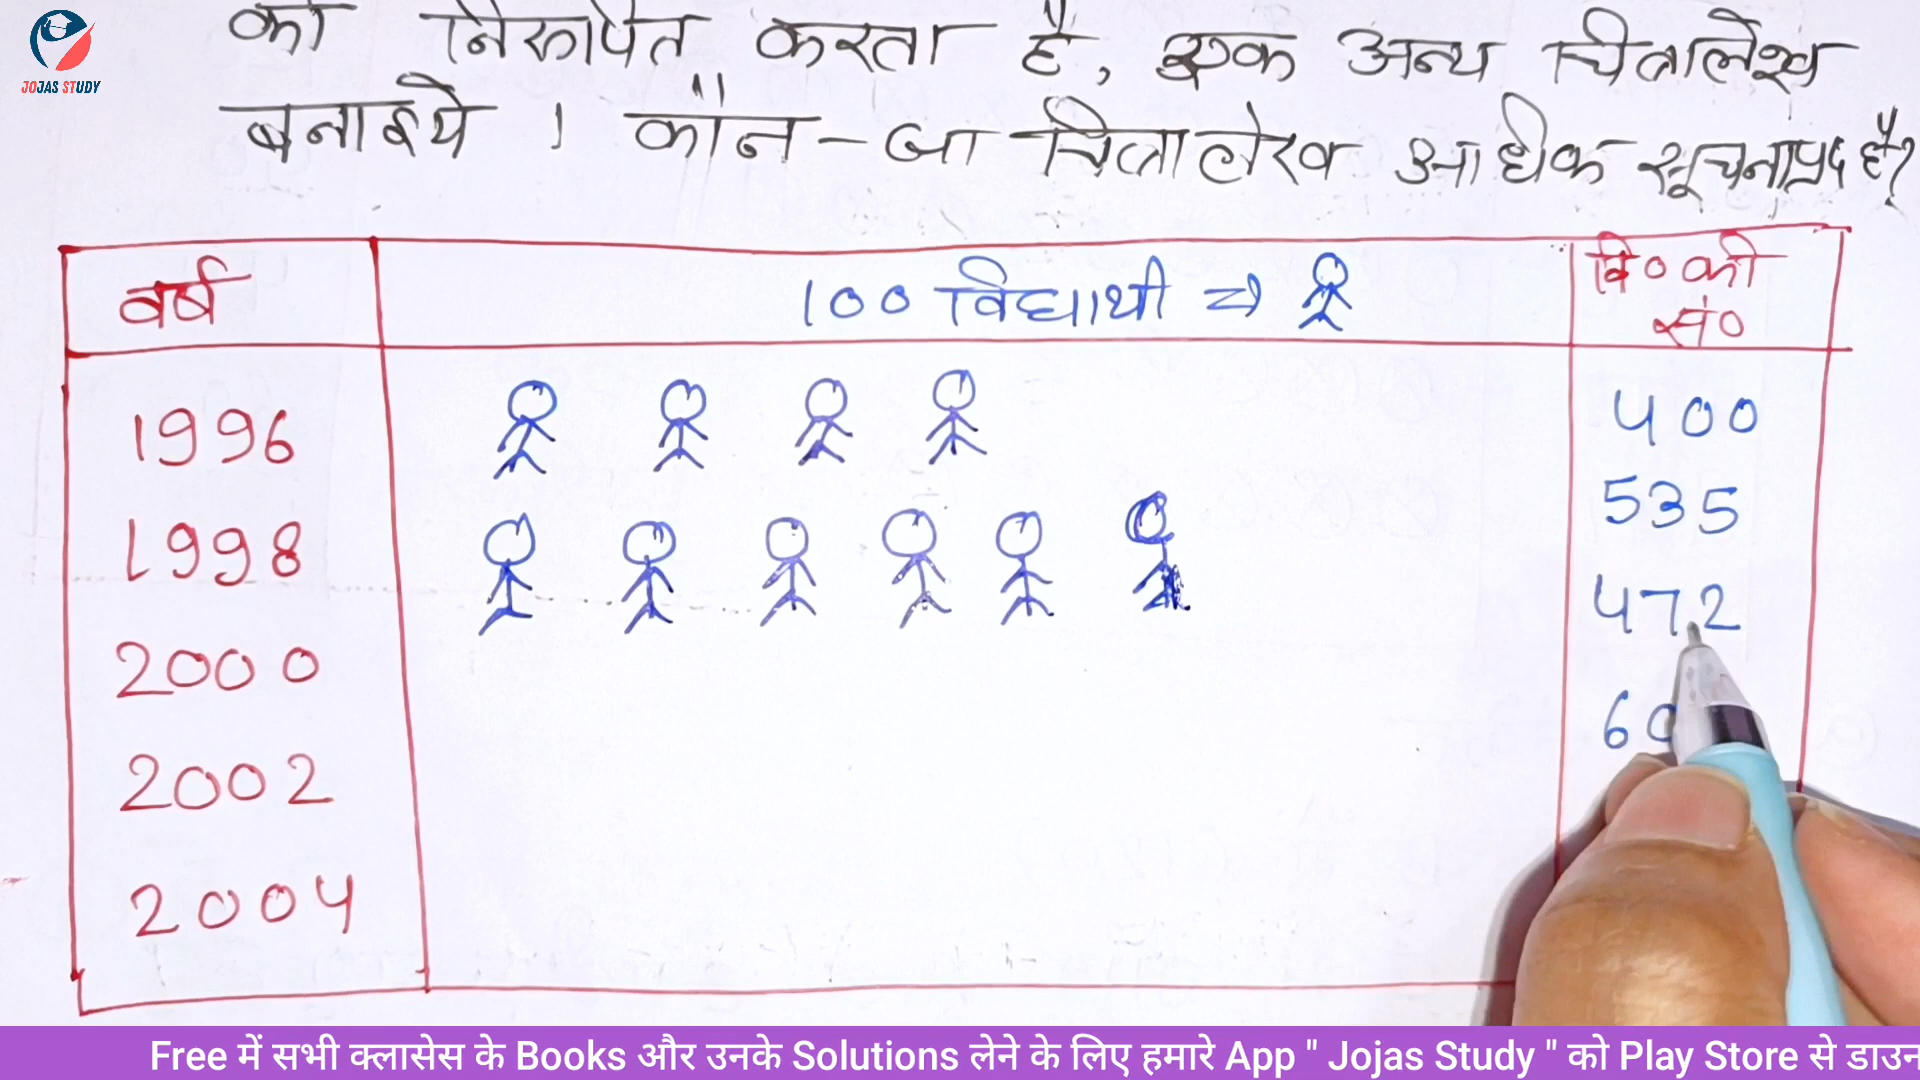 को निरूपित करता है, एक अन्य चित्रालेख
बनाइये । कौन-सा चित्रालेख अधिक सूचनाप्रद है?
JOJAS STUDY
वर्ष 100 विद्यार्थी ⇒ वि० की सं०
1996 400
1998 535
2000 472
2002 60
2004
Free में सभी क्लासेस के Books और उनके Solutions लेने के लिए हमारे App " Jojas Study " को Play Store से डाउन